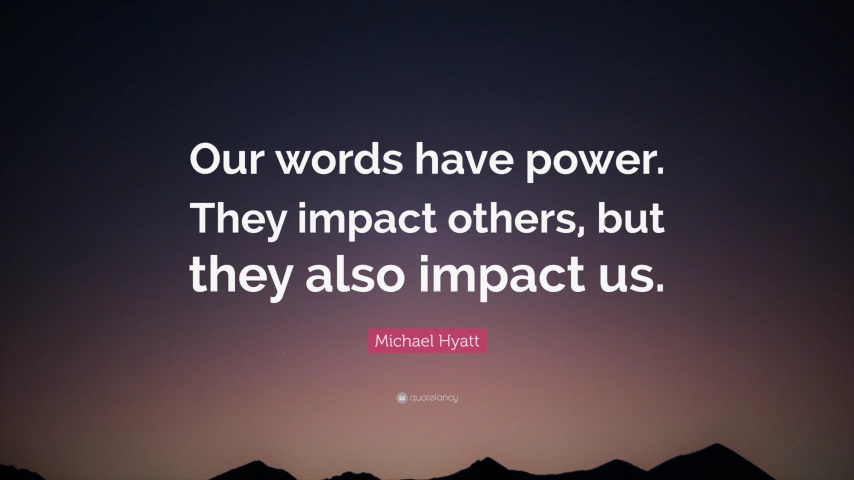 Our words have power.
They impact others, but
they also impact us.
Michael Hyatt
quotefancy